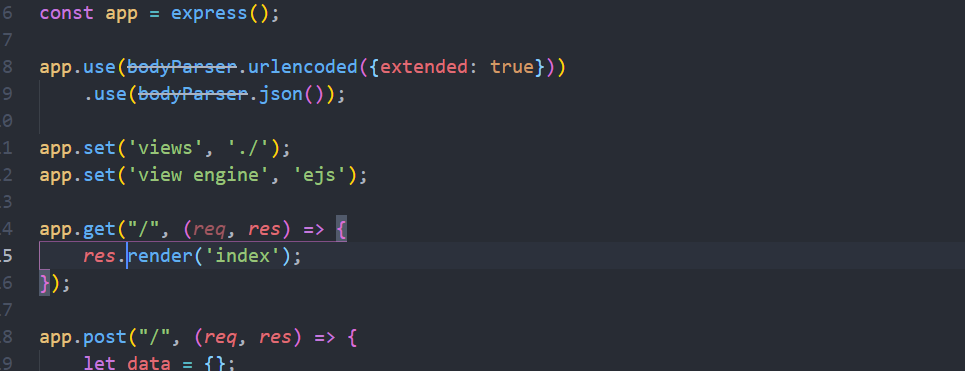 6 const app = express();
7
8 app.use(bodyParser.urlencoded({extended: true}))
9     .use(bodyParser.json());
0
1 app.set('views', './');
2 app.set('view engine', 'ejs');
3
4 app.get("/", (req, res) => {
5     res.render('index');
6 });
7
8 app.post("/", (req, res) => {
9     let data = {};